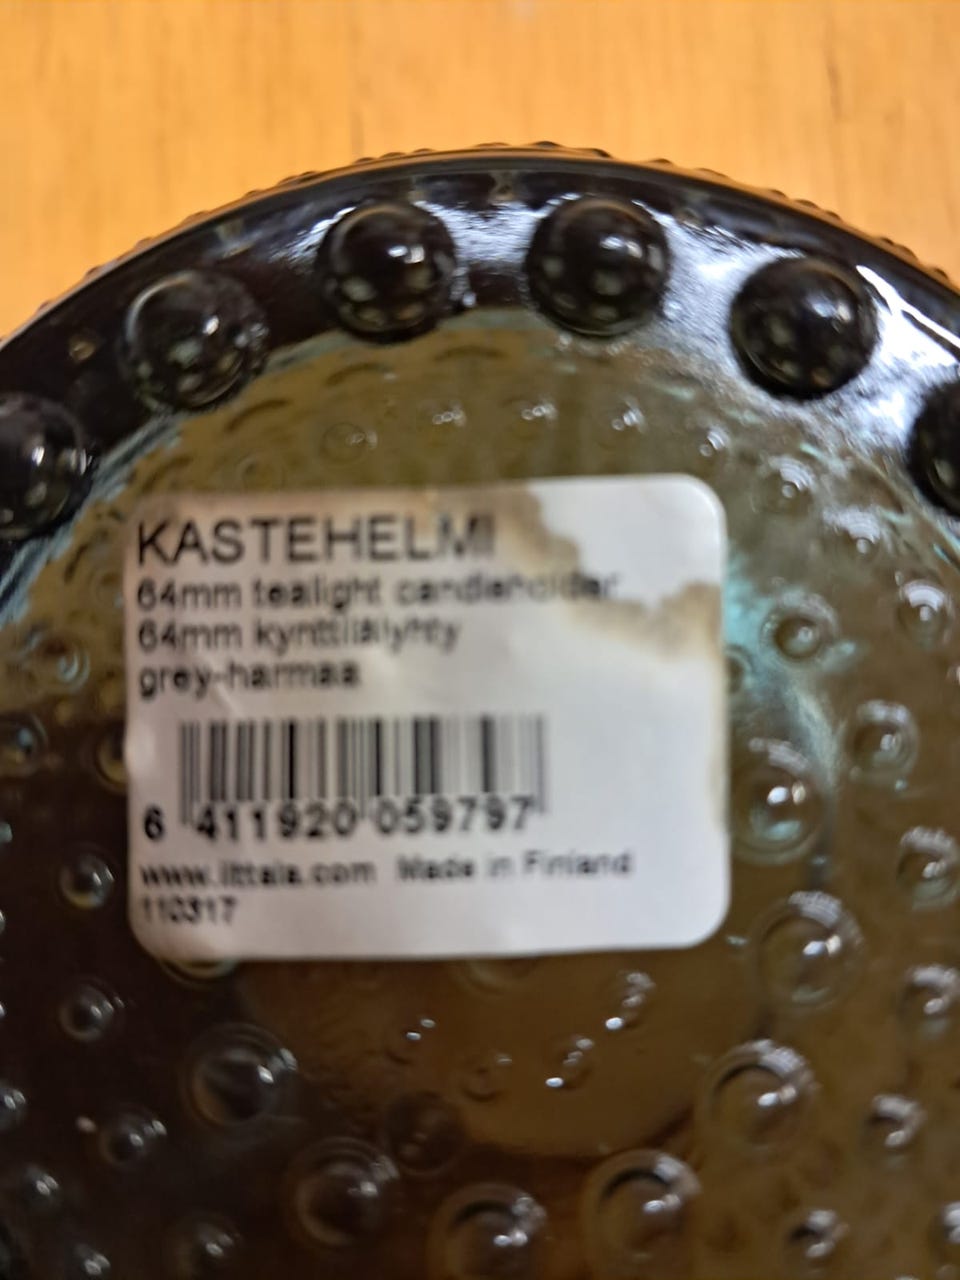 KASTEHELMI
64mm tealight candleholder
64mm kynttilälyhty
grey-harmaa
6 411920 059797
www.iittala.com Made in Finland
110317